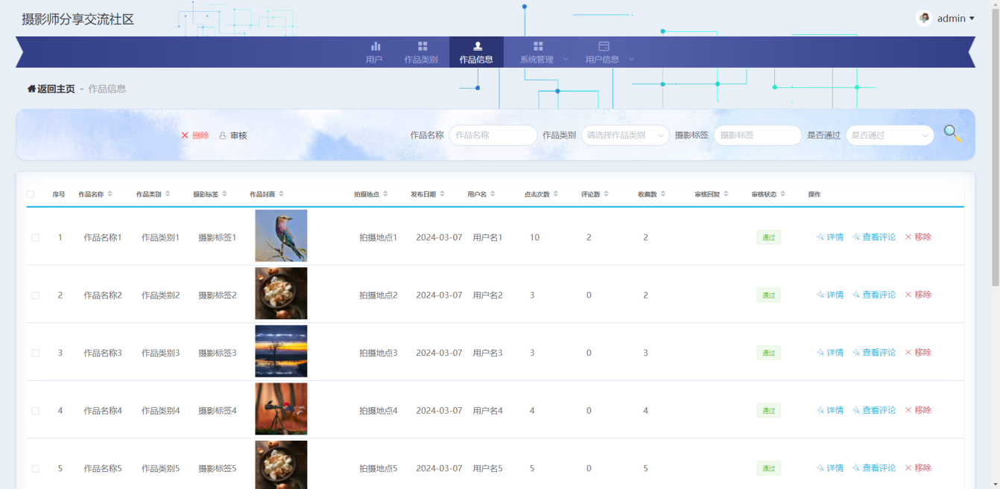 摄影师分享交流社区
admin
用户 作品类别 作品信息 系统管理 用户信息
返回主页 - 作品信息
删除 审核 作品名称 作品名称 作品类别 请选择作品类别 摄影标签 摄影标签 是否通过 是否通过
序号 作品名称 作品类别 摄影标签 作品封面 拍摄地点 发布日期 用户名 点击次数 评论数 收藏数 审核回复 审核状态 操作
1 作品名称1 作品类别1 摄影标签1 拍摄地点1 2024-03-07 用户名1 10 2 2 通过 详情 查看评论 移除
2 作品名称2 作品类别2 摄影标签2 拍摄地点2 2024-03-07 用户名2 3 0 2 通过 详情 查看评论 移除
3 作品名称3 作品类别3 摄影标签3 拍摄地点3 2024-03-07 用户名3 3 0 3 通过 详情 查看评论 移除
4 作品名称4 作品类别4 摄影标签4 拍摄地点4 2024-03-07 用户名4 4 0 4 通过 详情 查看评论 移除
5 作品名称5 作品类别5 摄影标签5 拍摄地点5 2024-03-07 用户名5 5 0 5 通过 详情 查看评论 移除